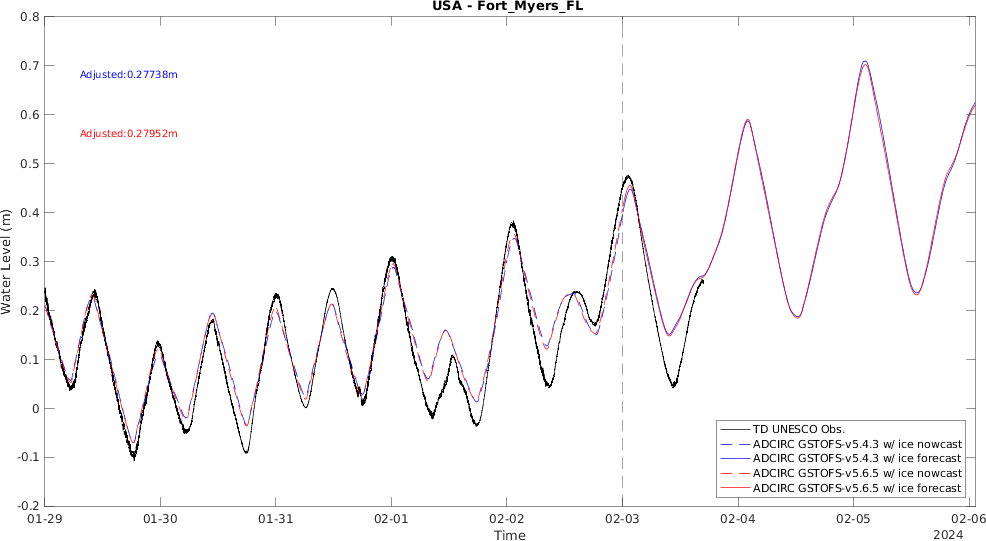 USA - Fort_Myers_FL
0.8
0.7
0.6
0.5
0.4
0.3
0.2
0.1
0
-0.1
-0.2
Water Level (m)
Adjusted:0.27738m
Adjusted:0.27952m
TD UNESCO Obs.
ADCIRC GSTOFS-v5.4.3 w/ ice nowcast
ADCIRC GSTOFS-v5.4.3 w/ ice forecast
ADCIRC GSTOFS-v5.6.5 w/ ice nowcast
ADCIRC GSTOFS-v5.6.5 w/ ice forecast
01-29 01-30 01-31 02-01 02-02 02-03 02-04 02-05 02-06
Time
2024